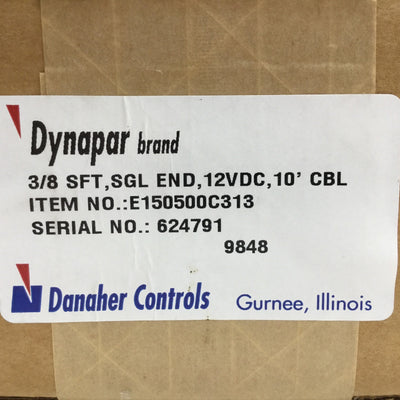 Dynapar brand
3/8 SFT,SGL END,12VDC,10' CBL
ITEM NO.:E150500C313
SERIAL NO.: 624791
9848
Danaher Controls Gurnee, Illinois